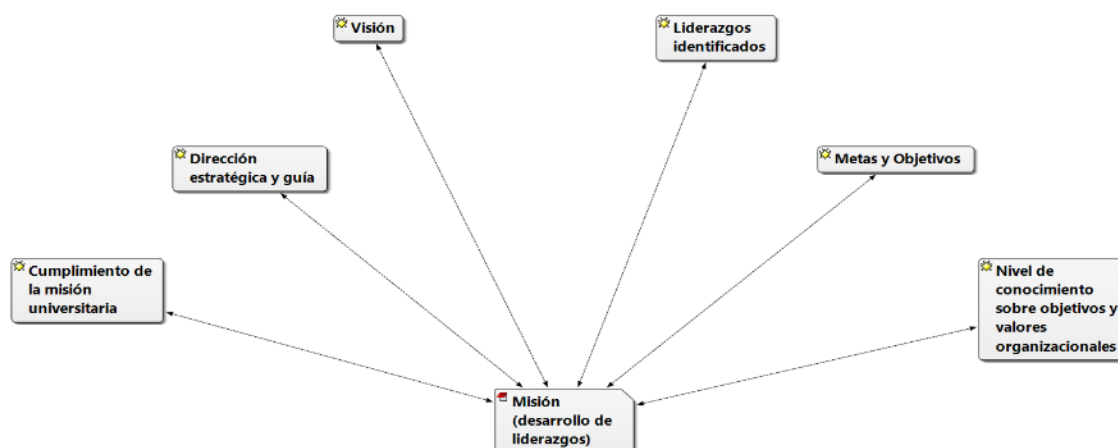 Visión
Liderazgos
identificados
Dirección
estratégica y guía
Metas y Objetivos
Cumplimiento de
la misión
universitaria
Nivel de
conocimiento
sobre objetivos y
valores
organizacionales
Misión
(desarrollo de
liderazgos)